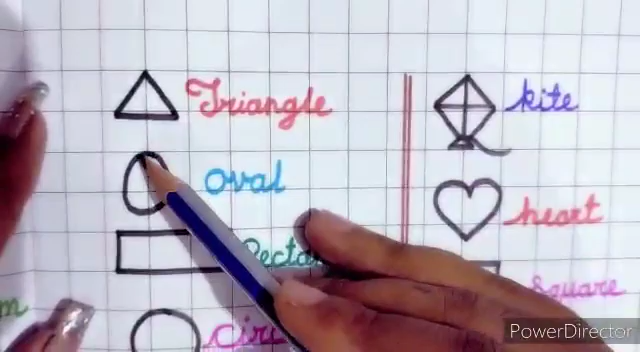 Triangle
kite
oval
heart
Square
PowerDirector